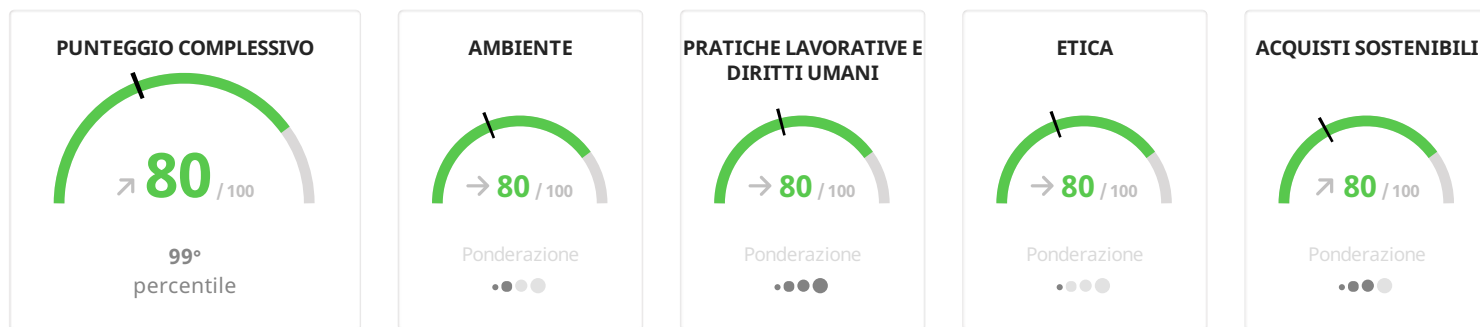 PUNTEGGIO COMPLESSIVO
80 / 100
99°
percentile
AMBIENTE
80 / 100
Ponderazione
PRATICHE LAVORATIVE E
DIRITTI UMANI
80 / 100
Ponderazione
ETICA
80 / 100
Ponderazione
ACQUISTI SOSTENIBILI
80 / 100
Ponderazione